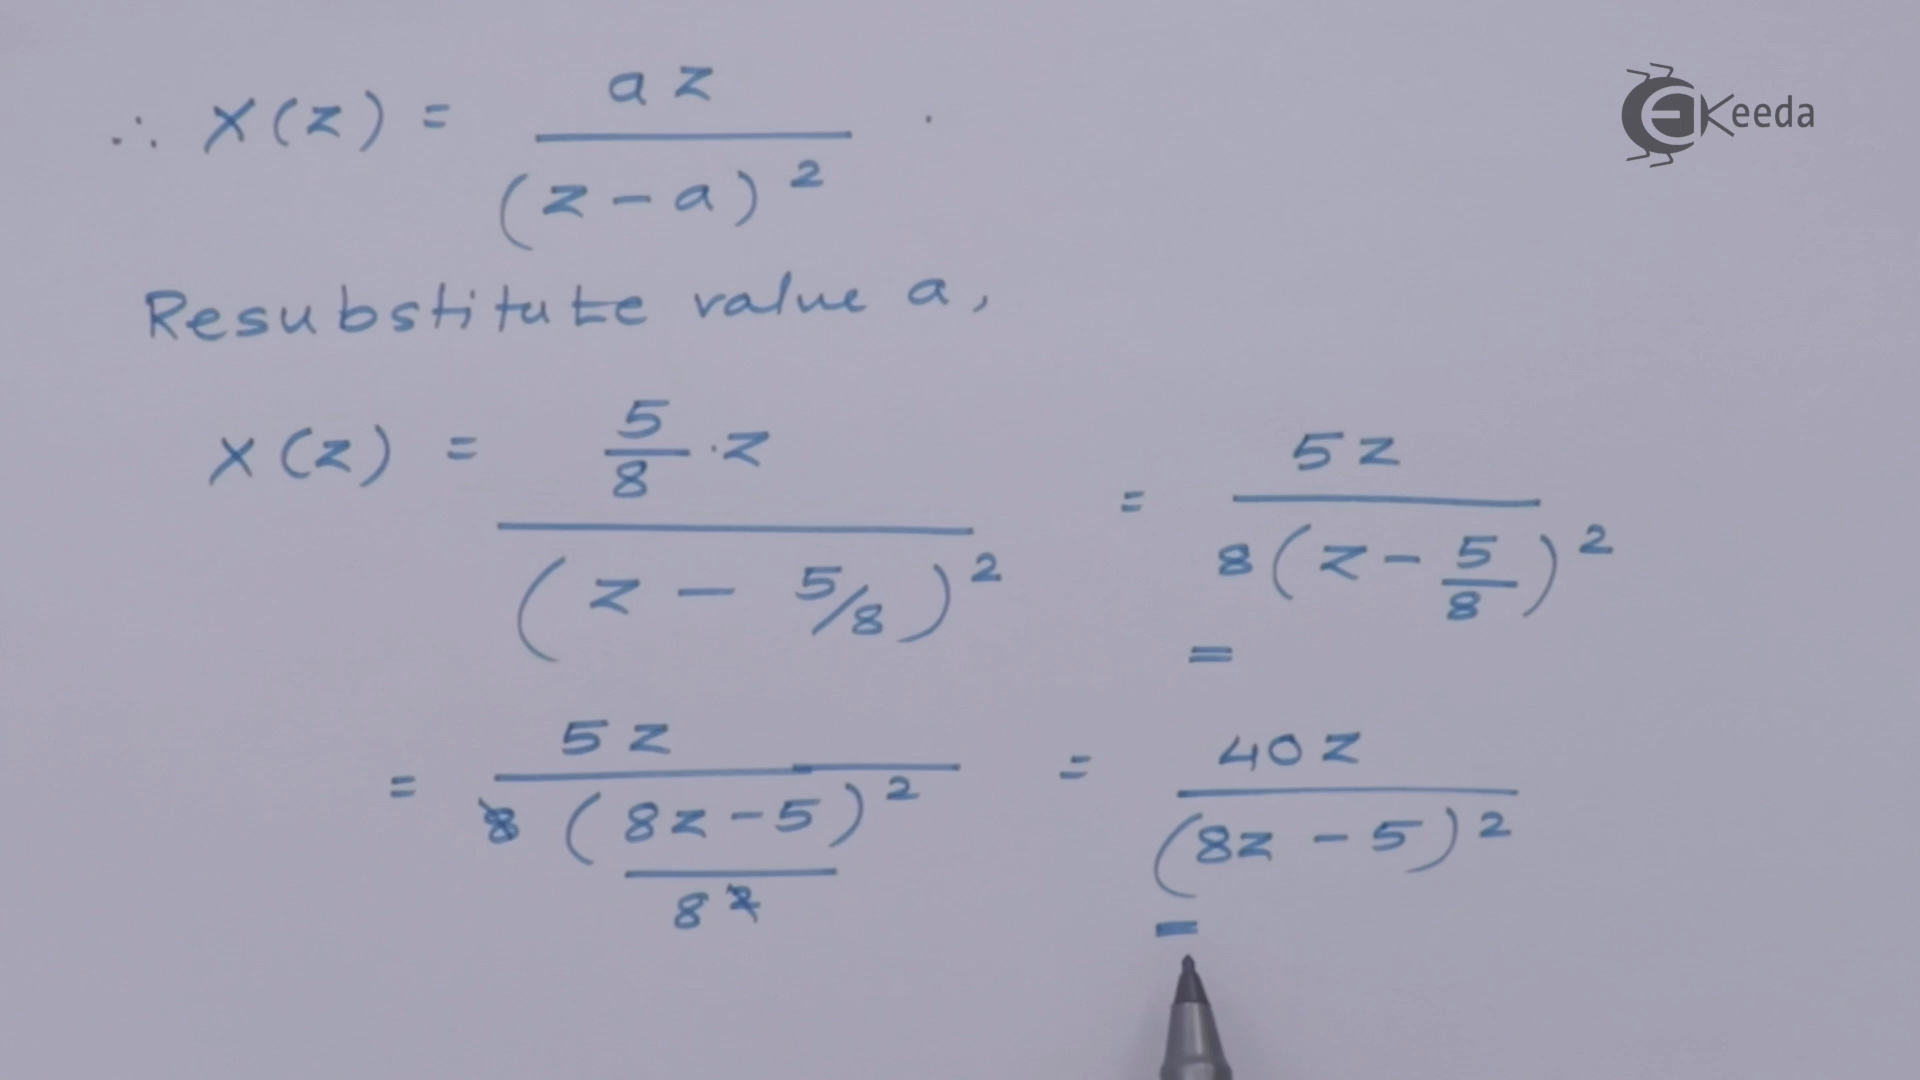 ∴ X(z) = az / (z - a)²
EKeeda
Resubstitute value a,
X(z) = 5/8 · z / (z - 5/8)² = 5z / 8(z - 5/8)²
=
= 5z / 8((8z - 5)² / 8²) = 40z / (8z - 5)²
=